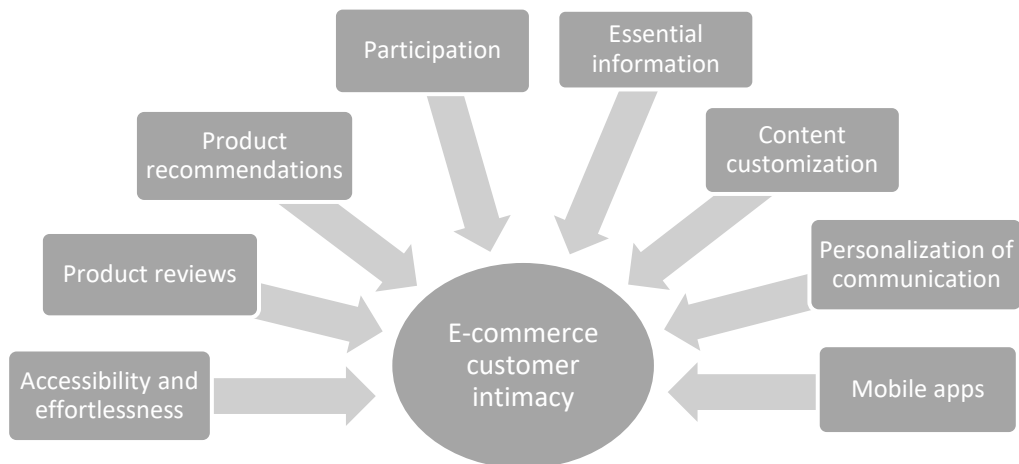 Participation
Essential
information
Product
recommendations
Content
customization
Product reviews
Personalization of
communication
E-commerce
customer
intimacy
Accessibility and
effortlessness
Mobile apps